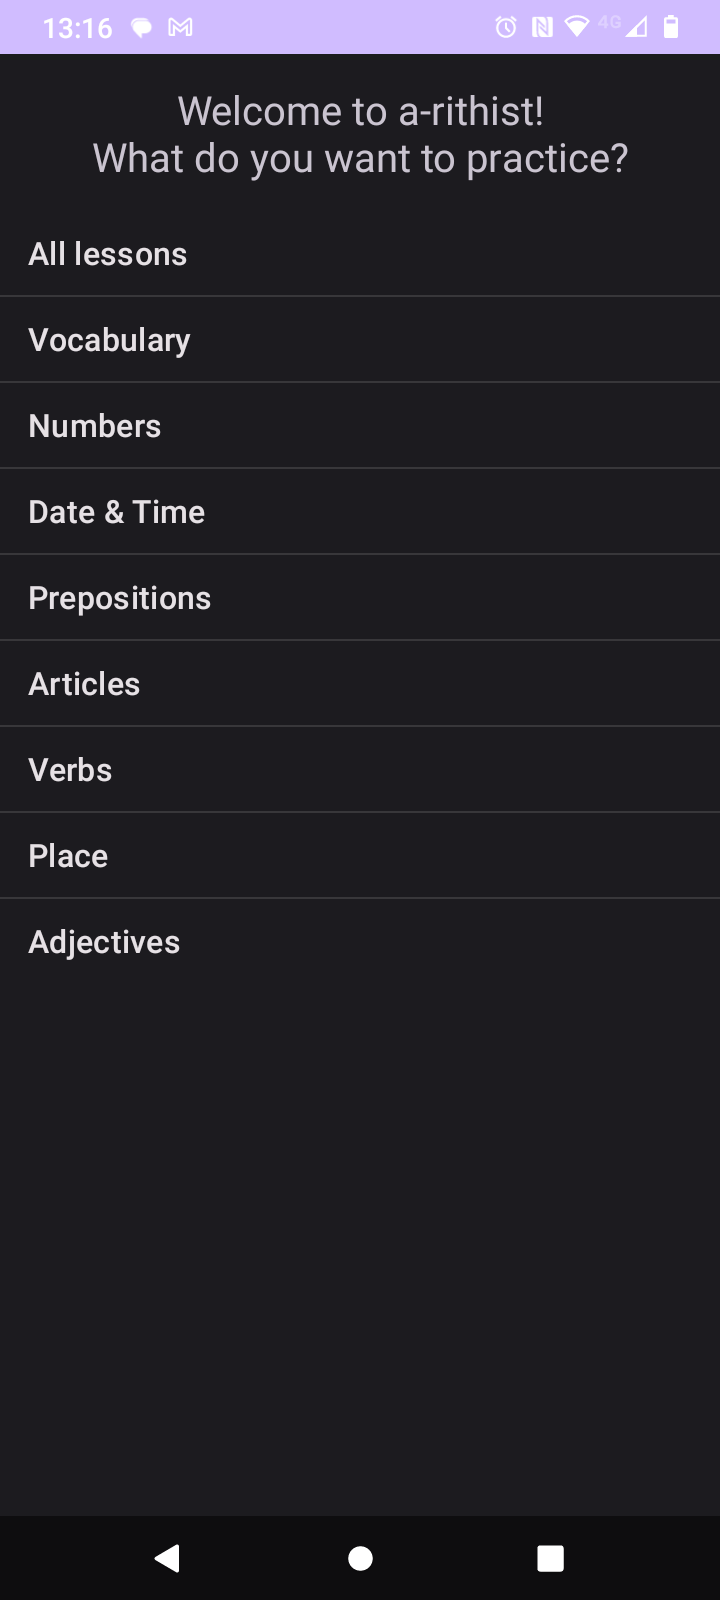 13:16
4G
Welcome to a-rithist!
What do you want to practice?
All lessons
Vocabulary
Numbers
Date & Time
Prepositions
Articles
Verbs
Place
Adjectives